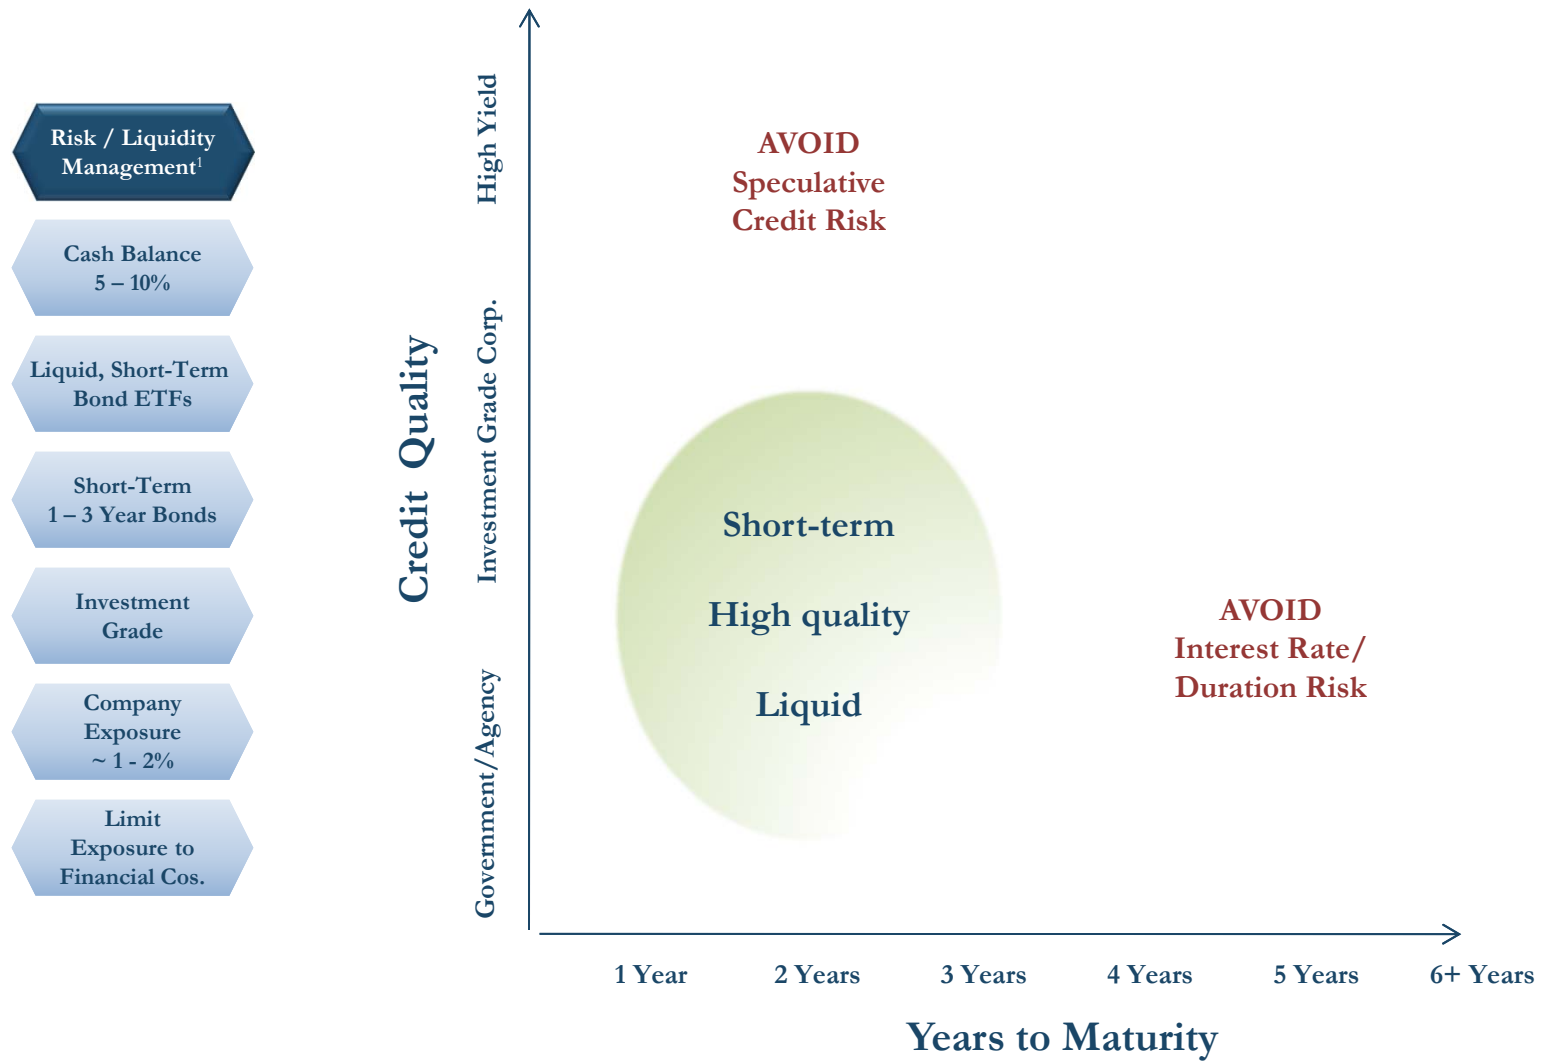 Risk / Liquidity
Management¹
Cash Balance
5 – 10%
Liquid, Short-Term
Bond ETFs
Short-Term
1 – 3 Year Bonds
Investment
Grade
Company
Exposure
~ 1 - 2%
Limit
Exposure to
Financial Cos.
Credit Quality
High Yield
Investment Grade Corp.
Government/Agency
AVOID
Speculative
Credit Risk
Short-term
High quality
Liquid
AVOID
Interest Rate/
Duration Risk
1 Year
2 Years
3 Years
4 Years
5 Years
6+ Years
Years to Maturity